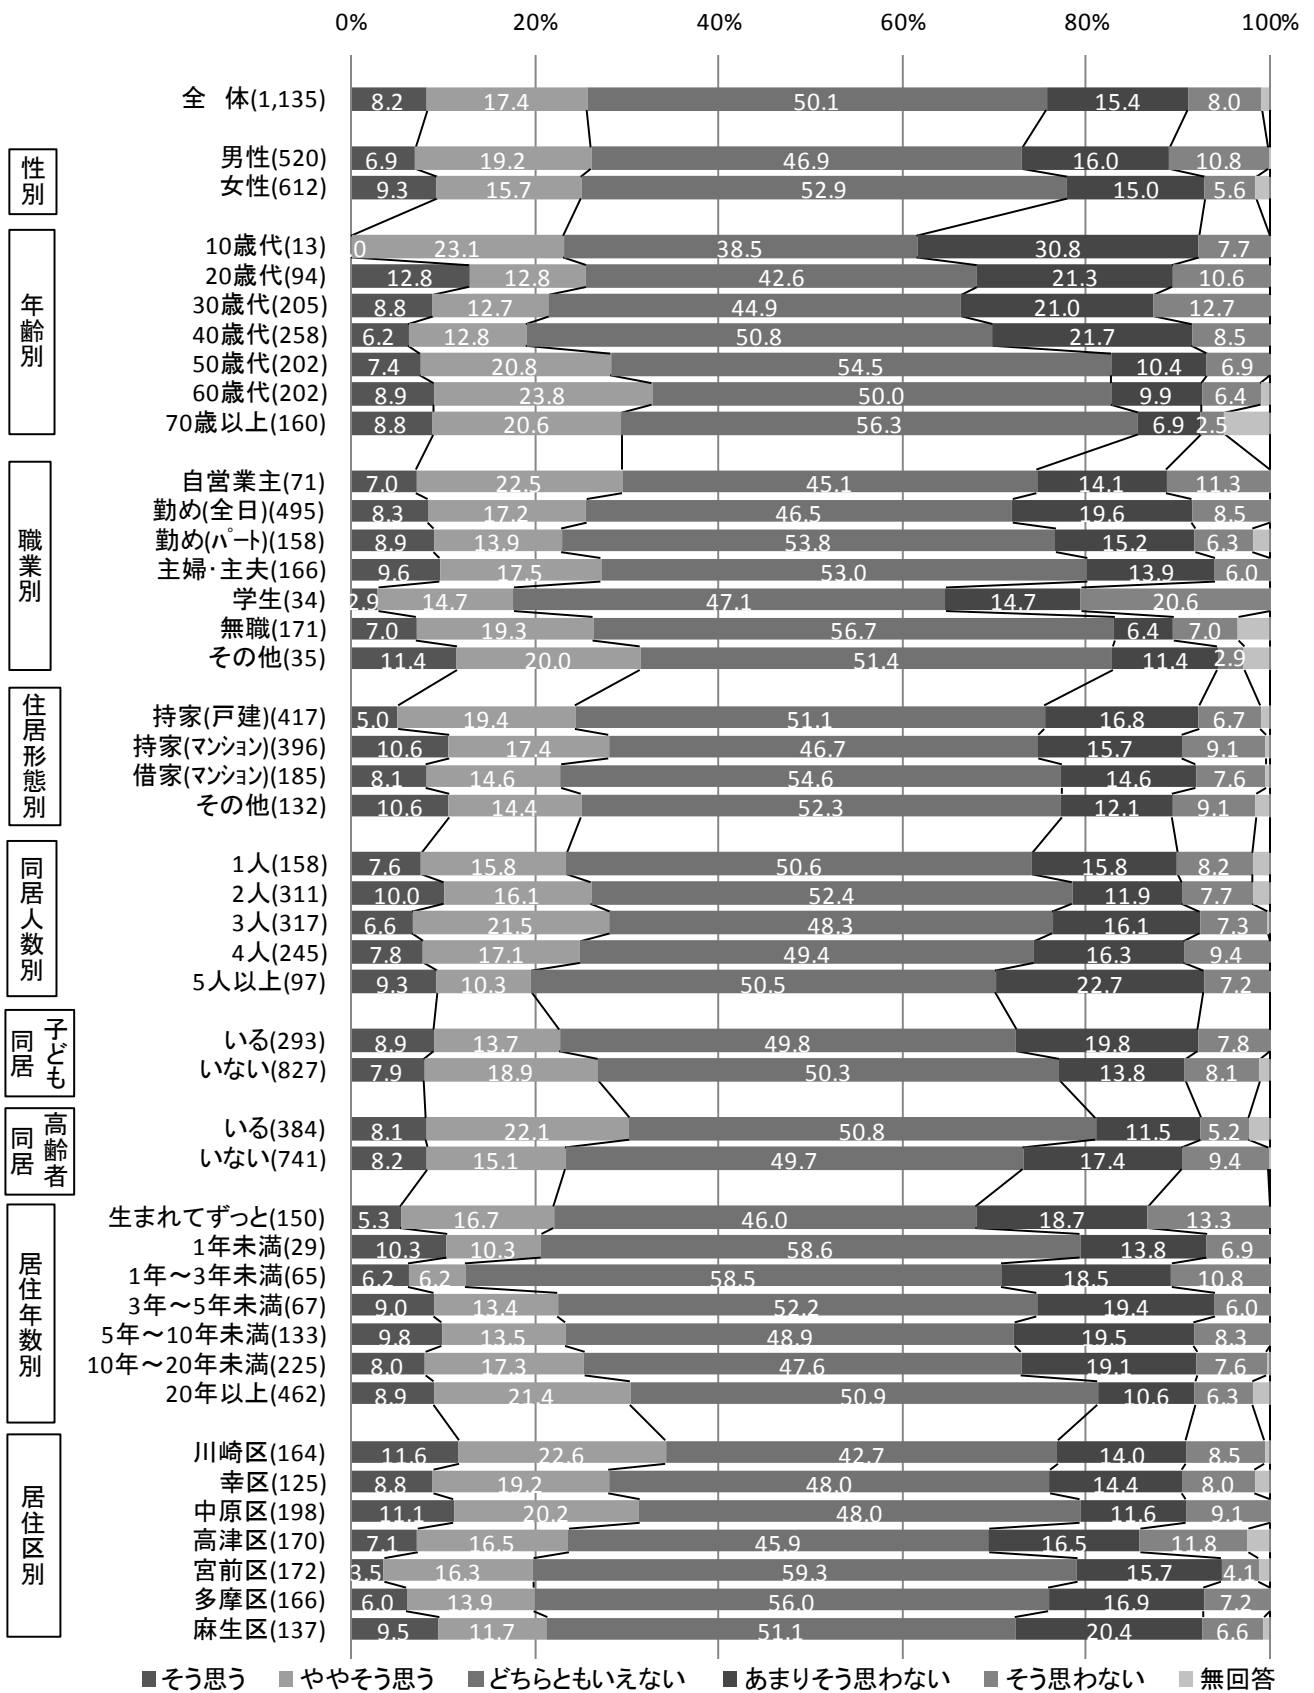 0% 20% 40% 60% 80% 100%
全　体(1,135) 8.2 17.4 50.1 15.4 8.0
性別
男性(520) 6.9 19.2 46.9 16.0 10.8
女性(612) 9.3 15.7 52.9 15.0 5.6
年齢別
10歳代(13) 0 23.1 38.5 30.8 7.7
20歳代(94) 12.8 12.8 42.6 21.3 10.6
30歳代(205) 8.8 12.7 44.9 21.0 12.7
40歳代(258) 6.2 12.8 50.8 21.7 8.5
50歳代(202) 7.4 20.8 54.5 10.4 6.9
60歳代(202) 8.9 23.8 50.0 9.9 6.4
70歳以上(160) 8.8 20.6 56.3 6.9 2.5
職業別
自営業主(71) 7.0 22.5 45.1 14.1 11.3
勤め(全日)(495) 8.3 17.2 46.5 19.6 8.5
勤め(ﾊﾟｰﾄ)(158) 8.9 13.9 53.8 15.2 6.3
主婦･主夫(166) 9.6 17.5 53.0 13.9 6.0
学生(34) 2.9 14.7 47.1 14.7 20.6
無職(171) 7.0 19.3 56.7 6.4 7.0
その他(35) 11.4 20.0 51.4 11.4 2.9
住居形態別
持家(戸建)(417) 5.0 19.4 51.1 16.8 6.7
持家(ﾏﾝｼｮﾝ)(396) 10.6 17.4 46.7 15.7 9.1
借家(ﾏﾝｼｮﾝ)(185) 8.1 14.6 54.6 14.6 7.6
その他(132) 10.6 14.4 52.3 12.1 9.1
同居人数別
1人(158) 7.6 15.8 50.6 15.8 8.2
2人(311) 10.0 16.1 52.4 11.9 7.7
3人(317) 6.6 21.5 48.3 16.1 7.3
4人(245) 7.8 17.1 49.4 16.3 9.4
5人以上(97) 9.3 10.3 50.5 22.7 7.2
子ども
同居
いる(293) 8.9 13.7 49.8 19.8 7.8
いない(827) 7.9 18.9 50.3 13.8 8.1
高齢者
同居
いる(384) 8.1 22.1 50.8 11.5 5.2
いない(741) 8.2 15.1 49.7 17.4 9.4
居住年数別
生まれてずっと(150) 5.3 16.7 46.0 18.7 13.3
1年未満(29) 10.3 10.3 58.6 13.8 6.9
1年～3年未満(65) 6.2 6.2 58.5 18.5 10.8
3年～5年未満(67) 9.0 13.4 52.2 19.4 6.0
5年～10年未満(133) 9.8 13.5 48.9 19.5 8.3
10年～20年未満(225) 8.0 17.3 47.6 19.1 7.6
20年以上(462) 8.9 21.4 50.9 10.6 6.3
居住区別
川崎区(164) 11.6 22.6 42.7 14.0 8.5
幸区(125) 8.8 19.2 48.0 14.4 8.0
中原区(198) 11.1 20.2 48.0 11.6 9.1
高津区(170) 7.1 16.5 45.9 16.5 11.8
宮前区(172) 3.5 16.3 59.3 15.7 4.1
多摩区(166) 6.0 13.9 56.0 16.9 7.2
麻生区(137) 9.5 11.7 51.1 20.4 6.6
そう思う ややそう思う どちらともいえない あまりそう思わない そう思わない 無回答